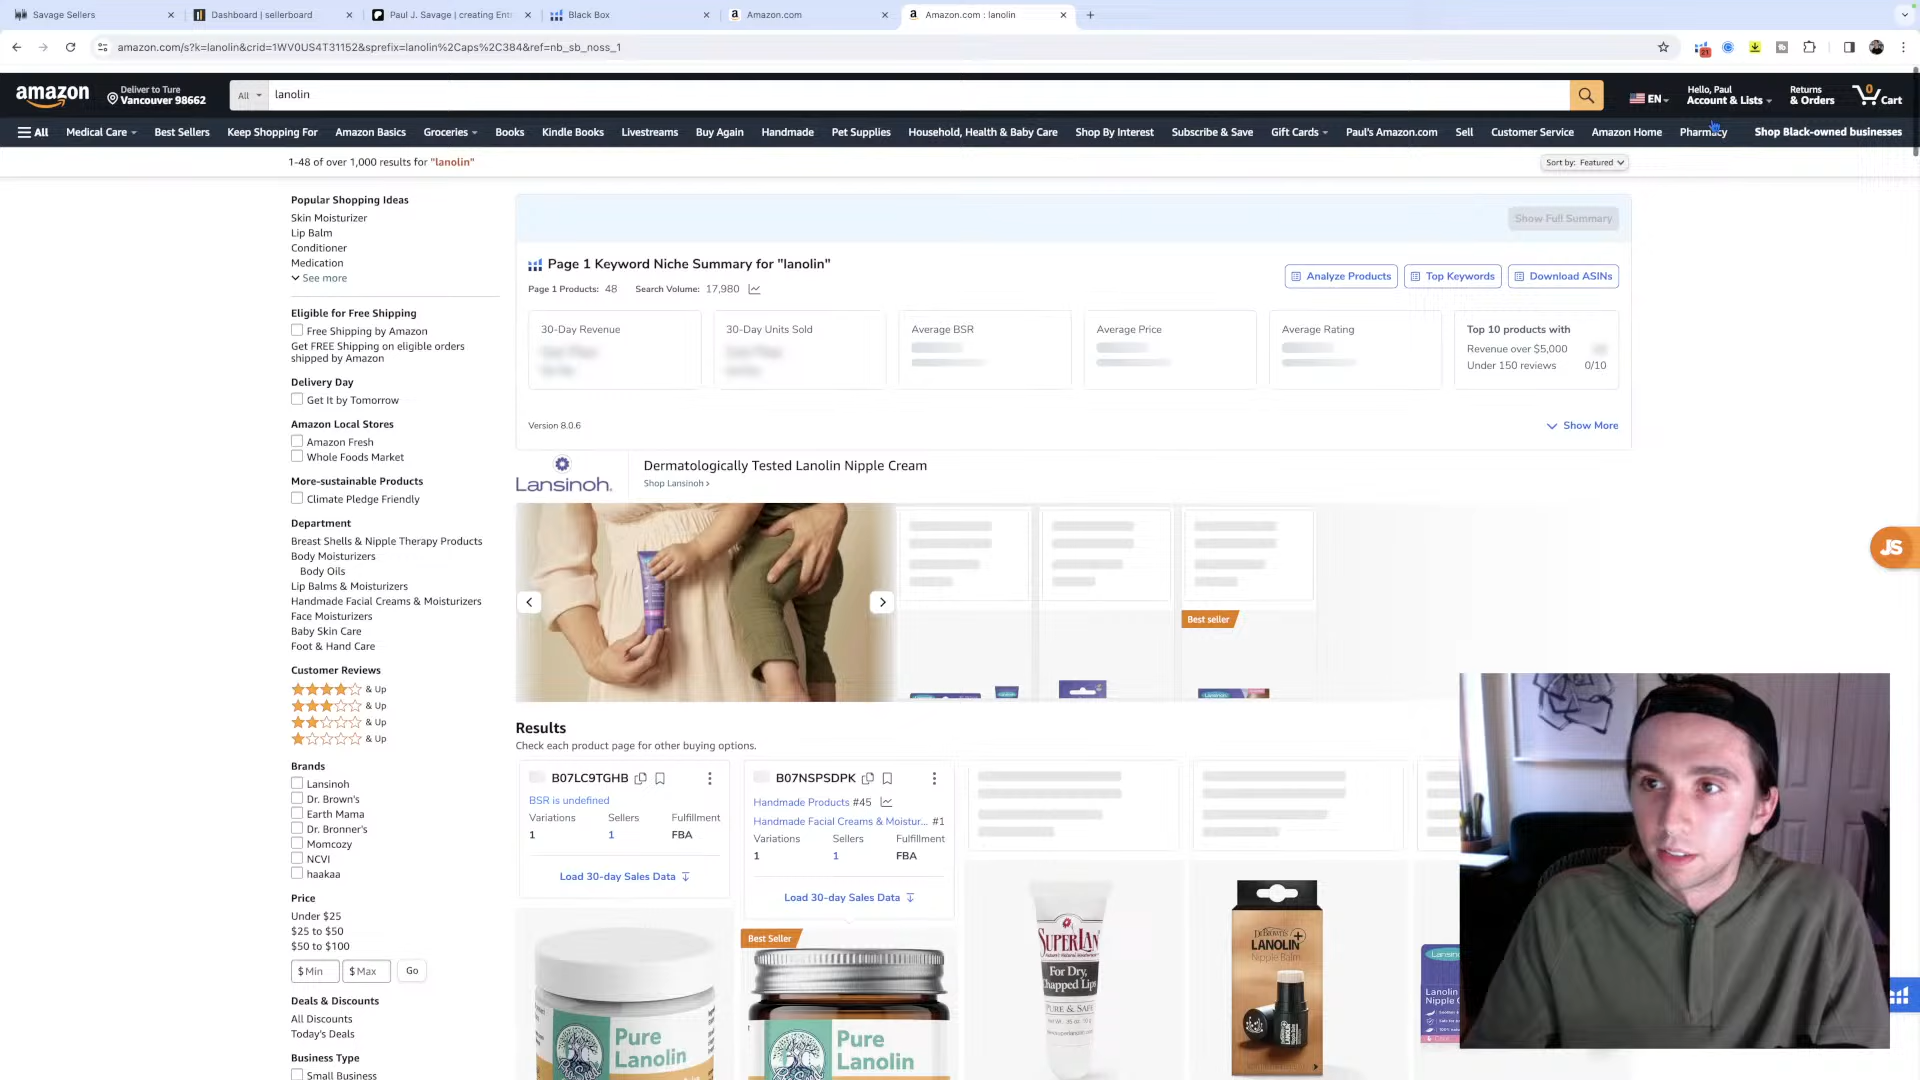 Savage Sellers
Dashboard | sellerboard
Paul J. Savage | creating Ent
Black Box
Amazon.com
Amazon.com : lanolin
amazon.com/s?k=lanolin&crid=1WV0US4T31152&sprefix=lanolin%2Caps%2C384&ref=nb_sb_noss_1
21
amazon
Deliver to Ture
Vancouver 98662
All
lanolin
EN
Hello, Paul
Account & Lists
Returns
& Orders
0
Cart
All
Medical Care
Best Sellers
Keep Shopping For
Amazon Basics
Groceries
Books
Kindle Books
Livestreams
Buy Again
Handmade
Pet Supplies
Household, Health & Baby Care
Shop By Interest
Subscribe & Save
Gift Cards
Paul's Amazon.com
Sell
Customer Service
Amazon Home
Pharmacy
Shop Black-owned businesses
1-48 of over 1,000 results for "lanolin"
Sort by: Featured
Popular Shopping Ideas
Skin Moisturizer
Lip Balm
Conditioner
Medication
See more
Eligible for Free Shipping
Free Shipping by Amazon
Get FREE Shipping on eligible orders
shipped by Amazon
Delivery Day
Get It by Tomorrow
Amazon Local Stores
Amazon Fresh
Whole Foods Market
More-sustainable Products
Climate Pledge Friendly
Department
Breast Shells & Nipple Therapy Products
Body Moisturizers
Body Oils
Lip Balms & Moisturizers
Handmade Facial Creams & Moisturizers
Face Moisturizers
Baby Skin Care
Foot & Hand Care
Customer Reviews
& Up
& Up
& Up
& Up
Brands
Lansinoh
Dr. Brown's
Earth Mama
Dr. Bronner's
Momcozy
NCVI
haakaa
Price
Under $25
$25 to $50
$50 to $100
$ Min
$ Max
Go
Deals & Discounts
All Discounts
Today's Deals
Business Type
Small Business
Show Full Summary
Page 1 Keyword Niche Summary for "lanolin"
Page 1 Products: 48
Search Volume: 17,980
Analyze Products
Top Keywords
Download ASINs
30-Day Revenue
30-Day Units Sold
Average BSR
Average Price
Average Rating
Top 10 products with
Revenue over $5,000
Under 150 reviews 0/10
Version 8.0.6
Show More
Lansinoh
Dermatologically Tested Lanolin Nipple Cream
Shop Lansinoh ›
Best seller
JS
Results
Check each product page for other buying options.
B07LC9TGHB
BSR is undefined
Variations
Sellers
Fulfillment
1
1
FBA
Load 30-day Sales Data
B07NSPSDPK
Handmade Products #45
Handmade Facial Creams & Moistur... #1
Variations
Sellers
Fulfillment
1
1
FBA
Load 30-day Sales Data
Best Seller
Pure
Lanolin
Pure
Lanolin
SUPERLAN
For Dry,
Chapped Lips
PURE & SAFE
DR. BROWN'S
LANOLIN
Nipple Balm
Lansin
Lanolin
Nipple C